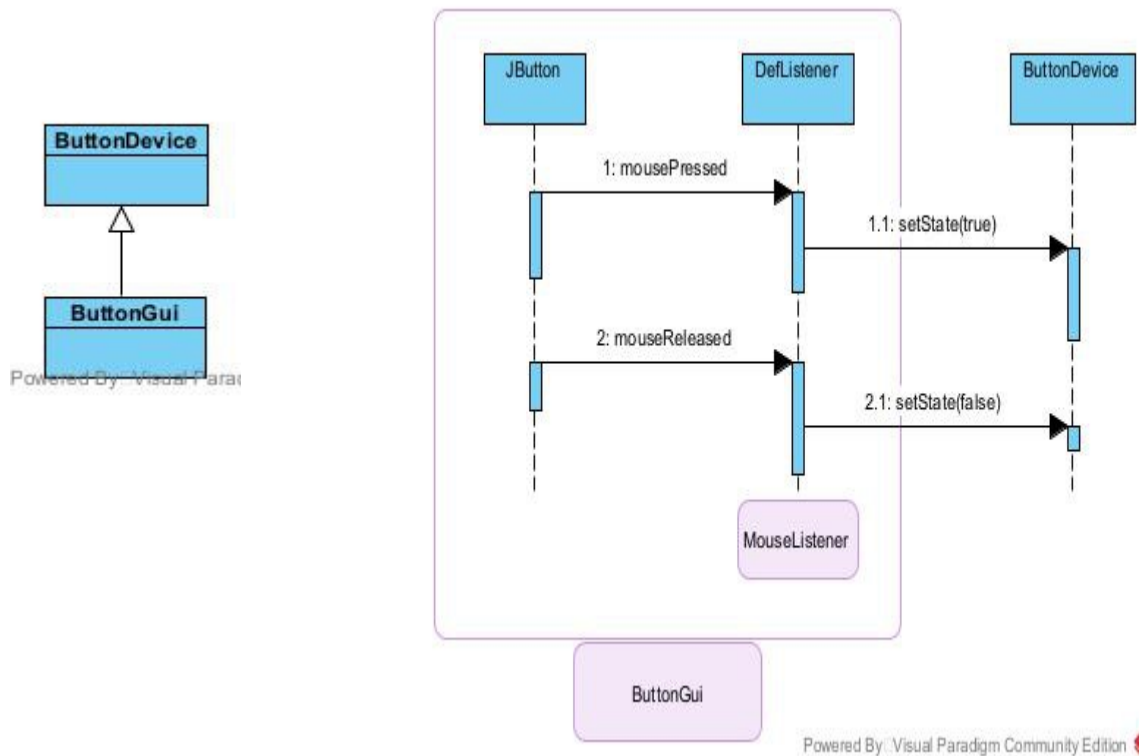 ButtonDevice
ButtonGui
Powered By Visual Parad
JButton
DefListener
ButtonDevice
1: mousePressed
1.1: setState(true)
2: mouseReleased
2.1: setState(false)
MouseListener
ButtonGui
Powered By Visual Paradigm Community Edition